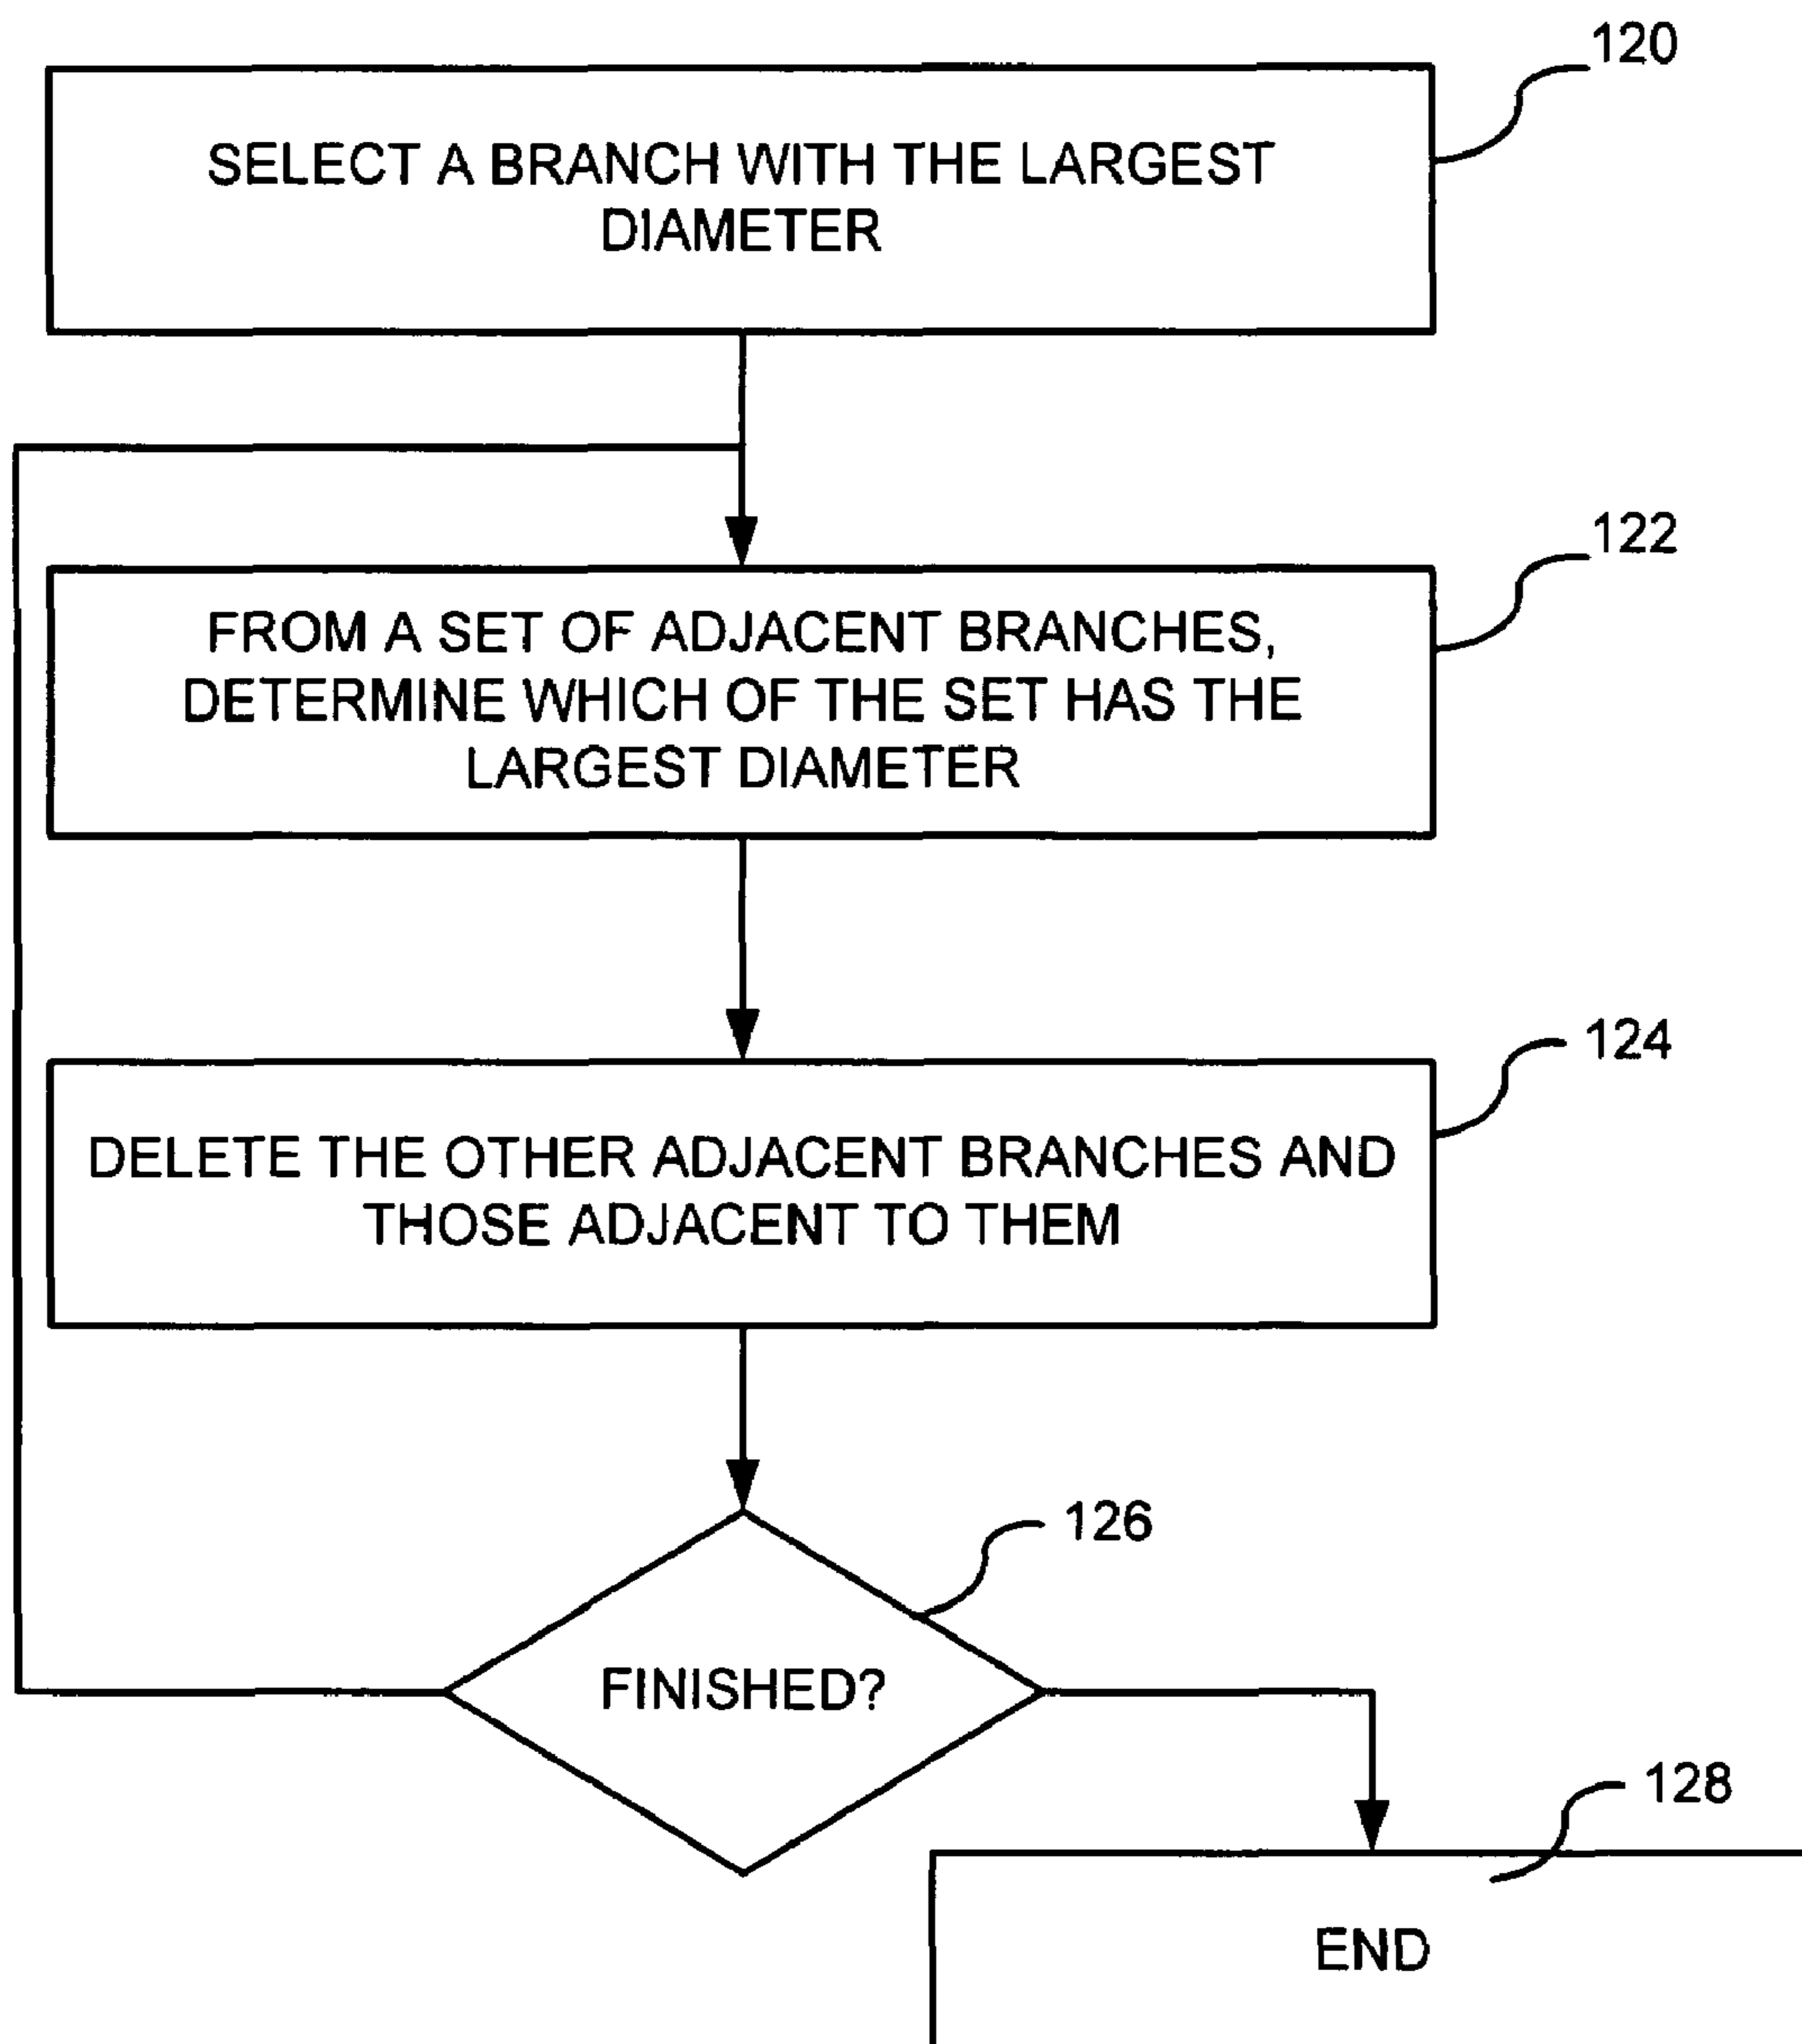 120
SELECT A BRANCH WITH THE LARGEST
DIAMETER
122
FROM A SET OF ADJACENT BRANCHES,
DETERMINE WHICH OF THE SET HAS THE
LARGEST DIAMETER
124
DELETE THE OTHER ADJACENT BRANCHES AND
THOSE ADJACENT TO THEM
126
FINISHED?
128
END